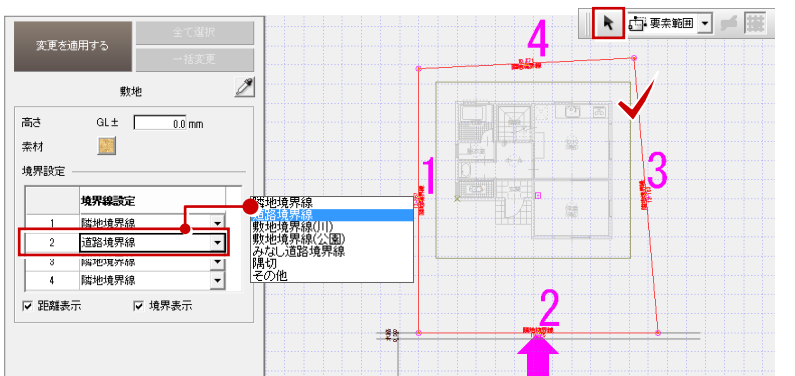 変更を適用する
全て選択
一括変更
敷地
高さ GL± 0.0 mm
素材
境界設定
境界線設定
1 隣地境界線
2 道路境界線
3 隣地境界線
4 隣地境界線
距離表示 境界表示
隣地境界線
道路境界線
敷地境界線(川)
敷地境界線(公園)
みなし道路境界線
隅切
その他
要素範囲
4
1
3
2
隣地境界線